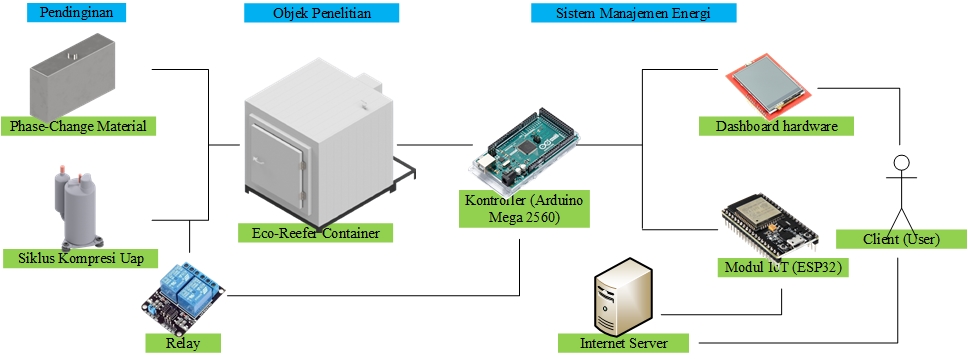 Pendinginan
Objek Penelitian
Sistem Manajemen Energi
Phase-Change Material
Dashboard hardware
Kontroller (Arduino
Mega 2560)
Eco-Reefer Container
Siklus Kompresi Uap
Client (User)
Modul IoT (ESP32)
Relay
Internet Server